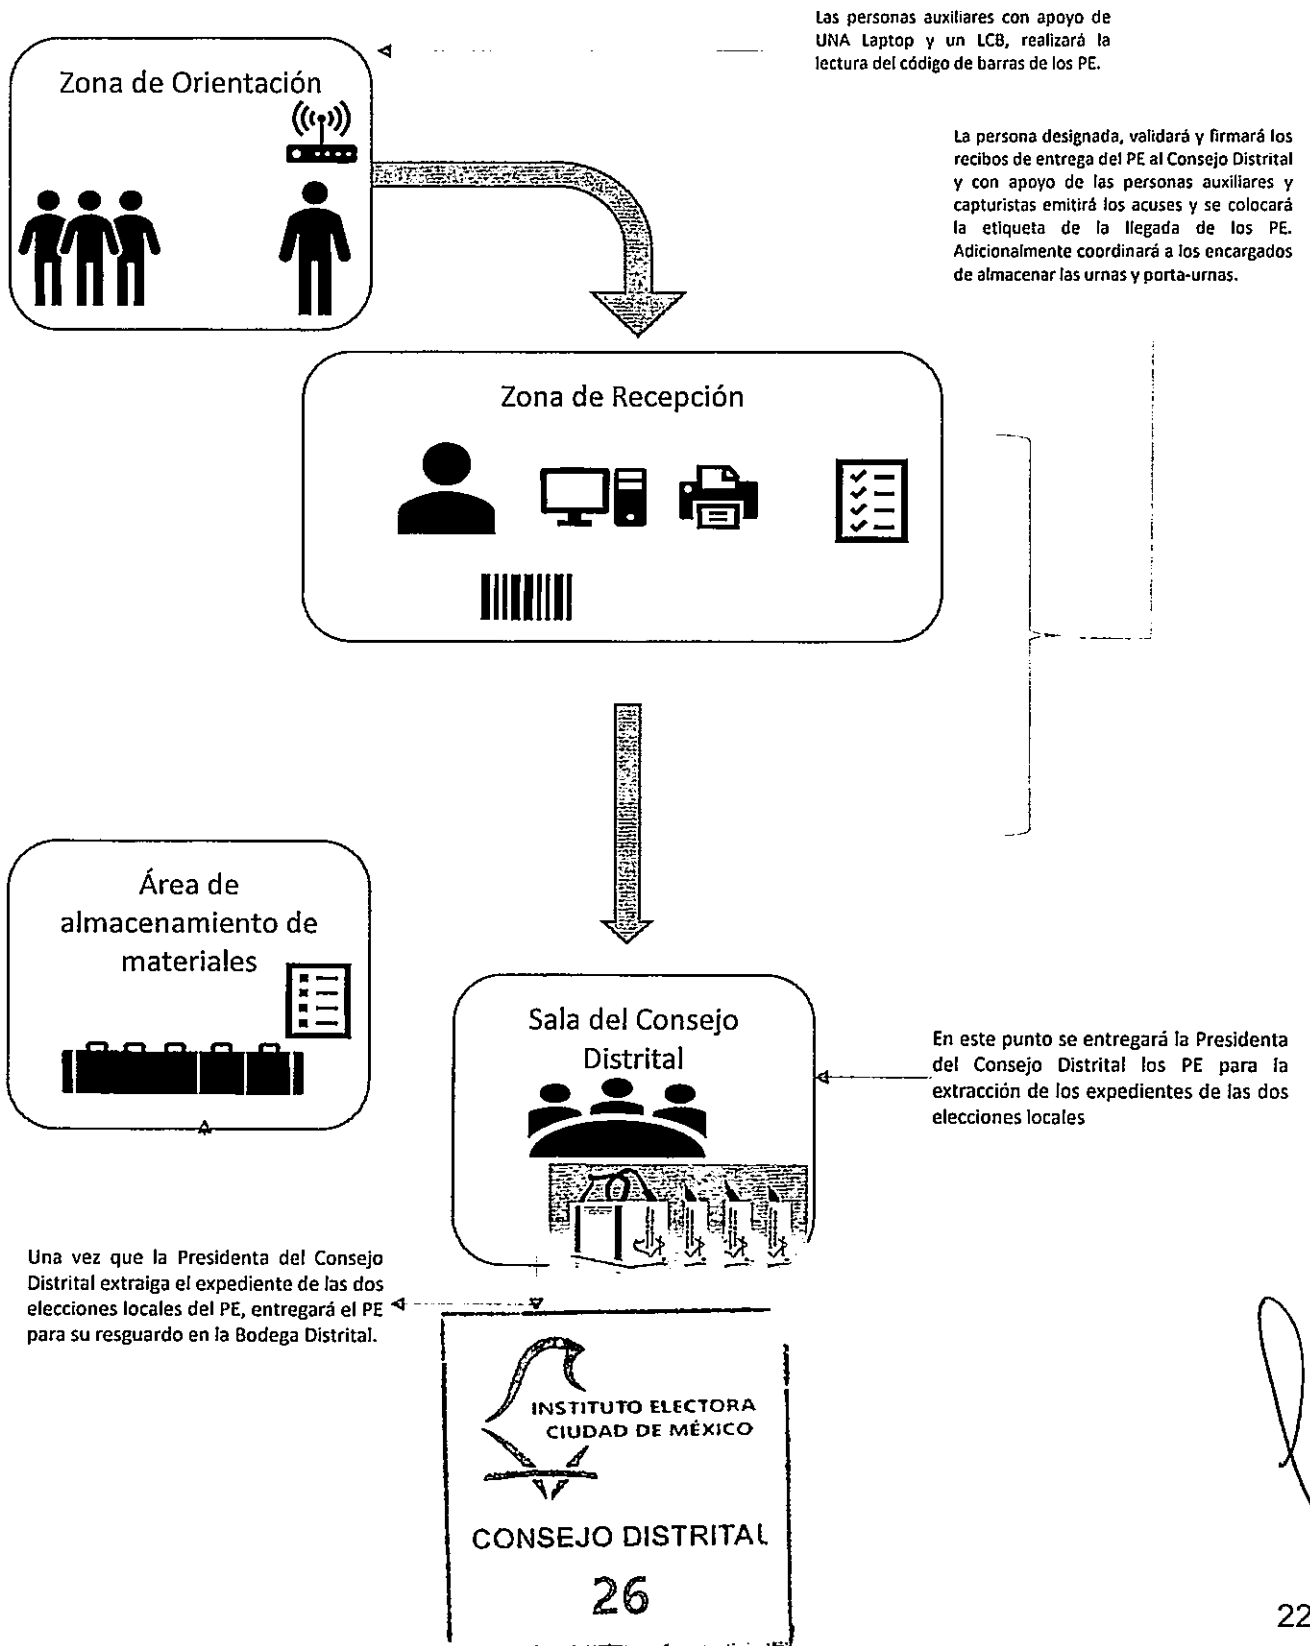 Las personas auxiliares con apoyo de
UNA Laptop y un LCB, realizará la
lectura del código de barras de los PE.
Zona de Orientación
La persona designada, validará y firmará los
recibos de entrega del PE al Consejo Distrital
y con apoyo de las personas auxiliares y
capturistas emitirá los acuses y se colocará
la etiqueta de la llegada de los PE.
Adicionalmente coordinará a los encargados
de almacenar las urnas y porta-urnas.
Zona de Recepción
Área de
almacenamiento de
materiales
Sala del Consejo
Distrital
En este punto se entregará la Presidenta
del Consejo Distrital los PE para la
extracción de los expedientes de las dos
elecciones locales
Una vez que la Presidenta del Consejo
Distrital extraiga el expediente de las dos
elecciones locales del PE, entregará el PE
para su resguardo en la Bodega Distrital.
INSTITUTO ELECTORA
CIUDAD DE MÉXICO
CONSEJO DISTRITAL
26
22